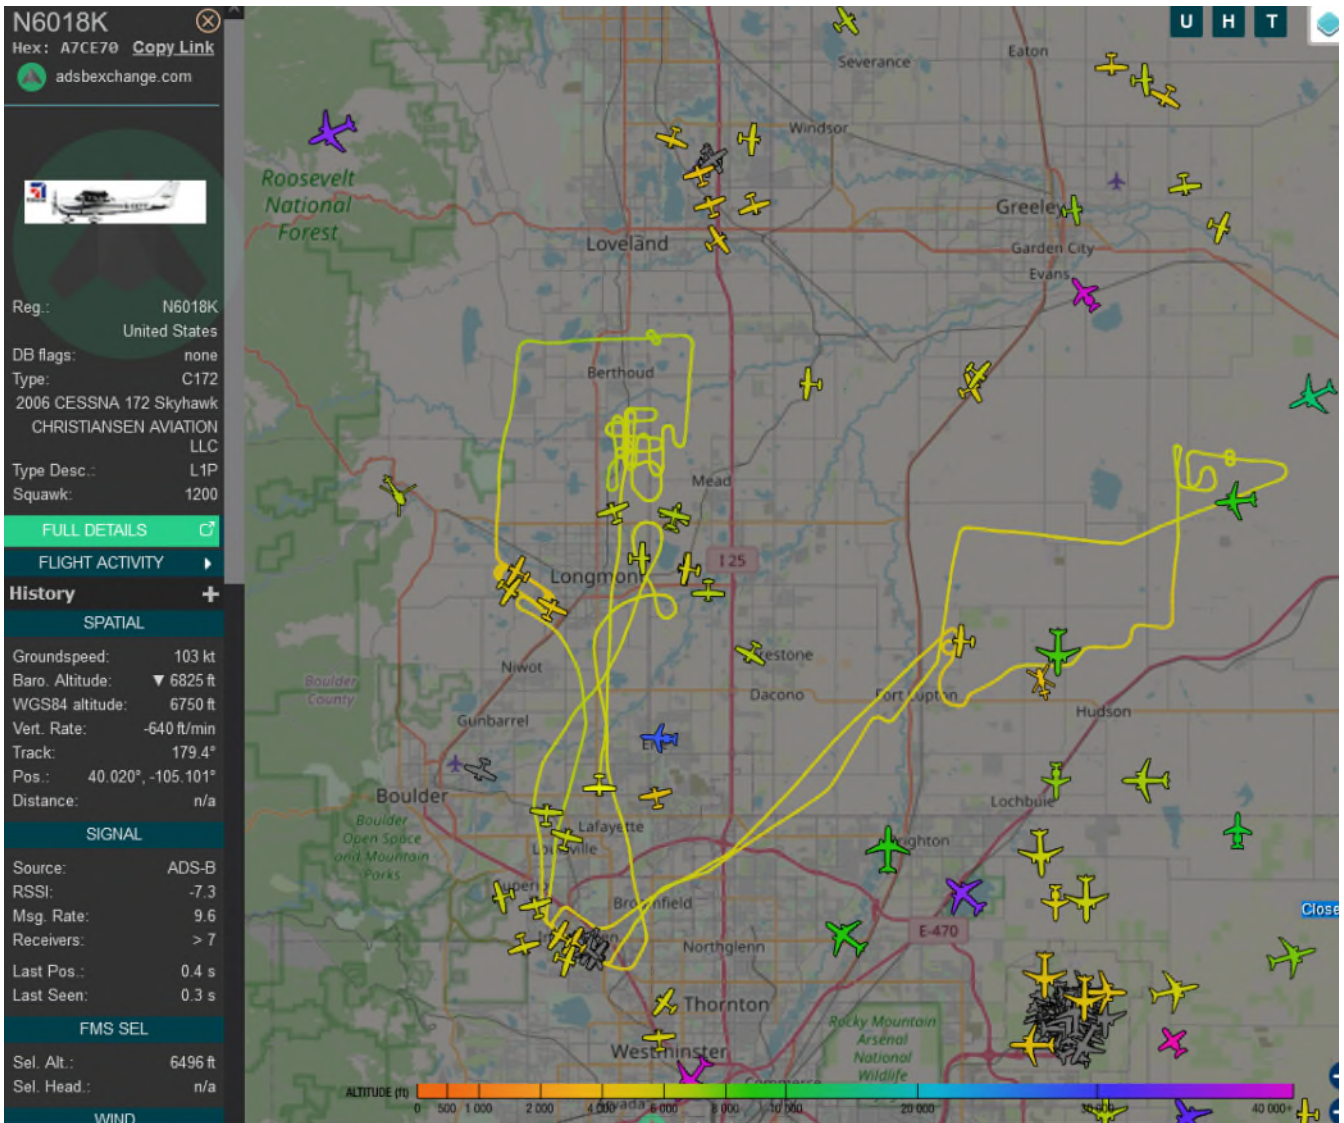 N6018K
Hex: A7CE70 Copy Link
adsbexchange.com
Reg.: N6018K
United States
DB flags: none
Type: C172
2006 CESSNA 172 Skyhawk
CHRISTIANSEN AVIATION
LLC
Type Desc.: L1P
Squawk: 1200
FULL DETAILS
FLIGHT ACTIVITY
History +
SPATIAL
Groundspeed: 103 kt
Baro. Altitude: ▼ 6825 ft
WGS84 altitude: 6750 ft
Vert. Rate: -640 ft/min
Track: 179.4°
Pos.: 40.020°, -105.101°
Distance: n/a
SIGNAL
Source: ADS-B
RSSI: -7.3
Msg. Rate: 9.6
Receivers: > 7
Last Pos.: 0.4 s
Last Seen: 0.3 s
FMS SEL
Sel. Alt.: 6496 ft
Sel. Head.: n/a
WIND
U H T
Severance
Eaton
Windsor
Roosevelt
National
Forest
Greeley
Loveland
Garden City
Evans
Berthoud
Mead
I 25
Longmont
Niwot
Boulder
County
Dacono
Fort Lupton
Gunbarrel
Hudson
Boulder
Lochbuie
Boulder
Open Space
and Mountain
Parks
Lafayette
Northglenn
E-470
Close
Thornton
Rocky Mountain
Arsenal
National
Wildlife
Westminster
Commerce
ALTITUDE (ft)
0 500 1 000 2 000 4 000 6 000 8 000 10 000 20 000 30 000 40 000+